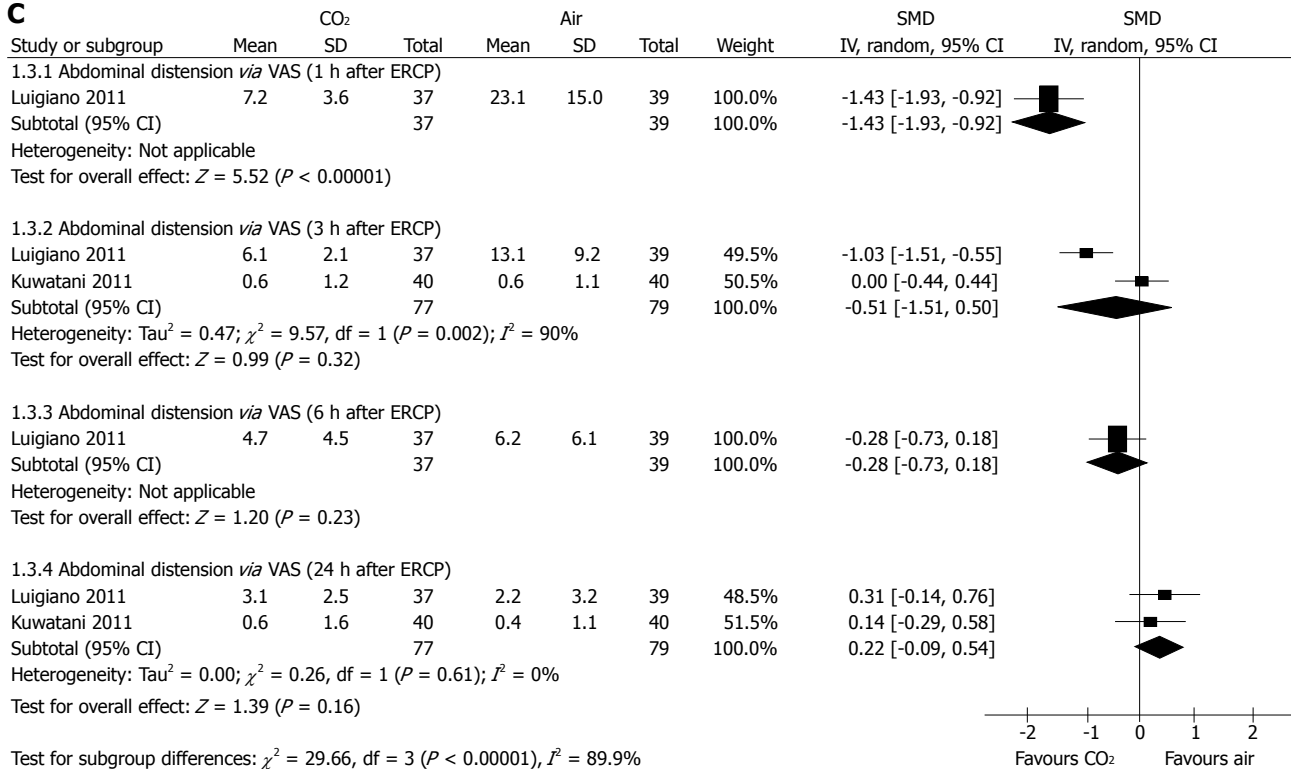 C
CO₂ Air SMD SMD
Study or subgroup Mean SD Total Mean SD Total Weight IV, random, 95% CI IV, random, 95% CI
1.3.1 Abdominal distension via VAS (1 h after ERCP)
Luigiano 2011 7.2 3.6 37 23.1 15.0 39 100.0% -1.43 [-1.93, -0.92]
Subtotal (95% CI) 37 39 100.0% -1.43 [-1.93, -0.92]
Heterogeneity: Not applicable
Test for overall effect: Z = 5.52 (P < 0.00001)
1.3.2 Abdominal distension via VAS (3 h after ERCP)
Luigiano 2011 6.1 2.1 37 13.1 9.2 39 49.5% -1.03 [-1.51, -0.55]
Kuwatani 2011 0.6 1.2 40 0.6 1.1 40 50.5% 0.00 [-0.44, 0.44]
Subtotal (95% CI) 77 79 100.0% -0.51 [-1.51, 0.50]
Heterogeneity: Tau² = 0.47; χ² = 9.57, df = 1 (P = 0.002); I² = 90%
Test for overall effect: Z = 0.99 (P = 0.32)
1.3.3 Abdominal distension via VAS (6 h after ERCP)
Luigiano 2011 4.7 4.5 37 6.2 6.1 39 100.0% -0.28 [-0.73, 0.18]
Subtotal (95% CI) 37 39 100.0% -0.28 [-0.73, 0.18]
Heterogeneity: Not applicable
Test for overall effect: Z = 1.20 (P = 0.23)
1.3.4 Abdominal distension via VAS (24 h after ERCP)
Luigiano 2011 3.1 2.5 37 2.2 3.2 39 48.5% 0.31 [-0.14, 0.76]
Kuwatani 2011 0.6 1.6 40 0.4 1.1 40 51.5% 0.14 [-0.29, 0.58]
Subtotal (95% CI) 77 79 100.0% 0.22 [-0.09, 0.54]
Heterogeneity: Tau² = 0.00; χ² = 0.26, df = 1 (P = 0.61); I² = 0%
Test for overall effect: Z = 1.39 (P = 0.16)
-2 -1 0 1 2
Test for subgroup differences: χ² = 29.66, df = 3 (P < 0.00001), I² = 89.9% Favours CO₂ Favours air